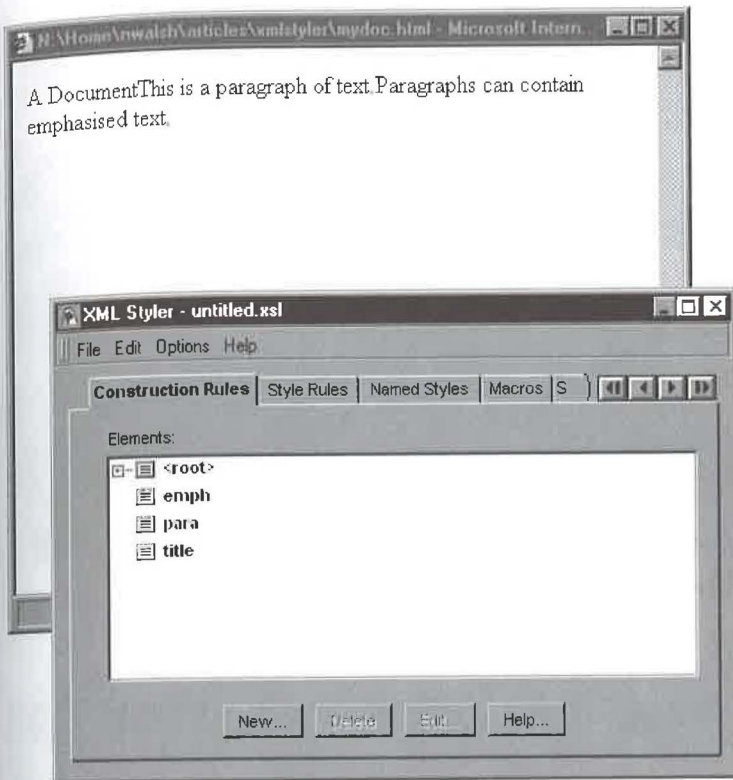 N:\Home\nwalsh\articles\xmlstyler\mydoc.html - Microsoft Intern...
A DocumentThis is a paragraph of text.Paragraphs can contain
emphasised text.
XML Styler - untitled.xsl
File Edit Options Help
Construction Rules Style Rules Named Styles Macros S
Elements:
<root>
emph
para
title
New... Delete Edit... Help...